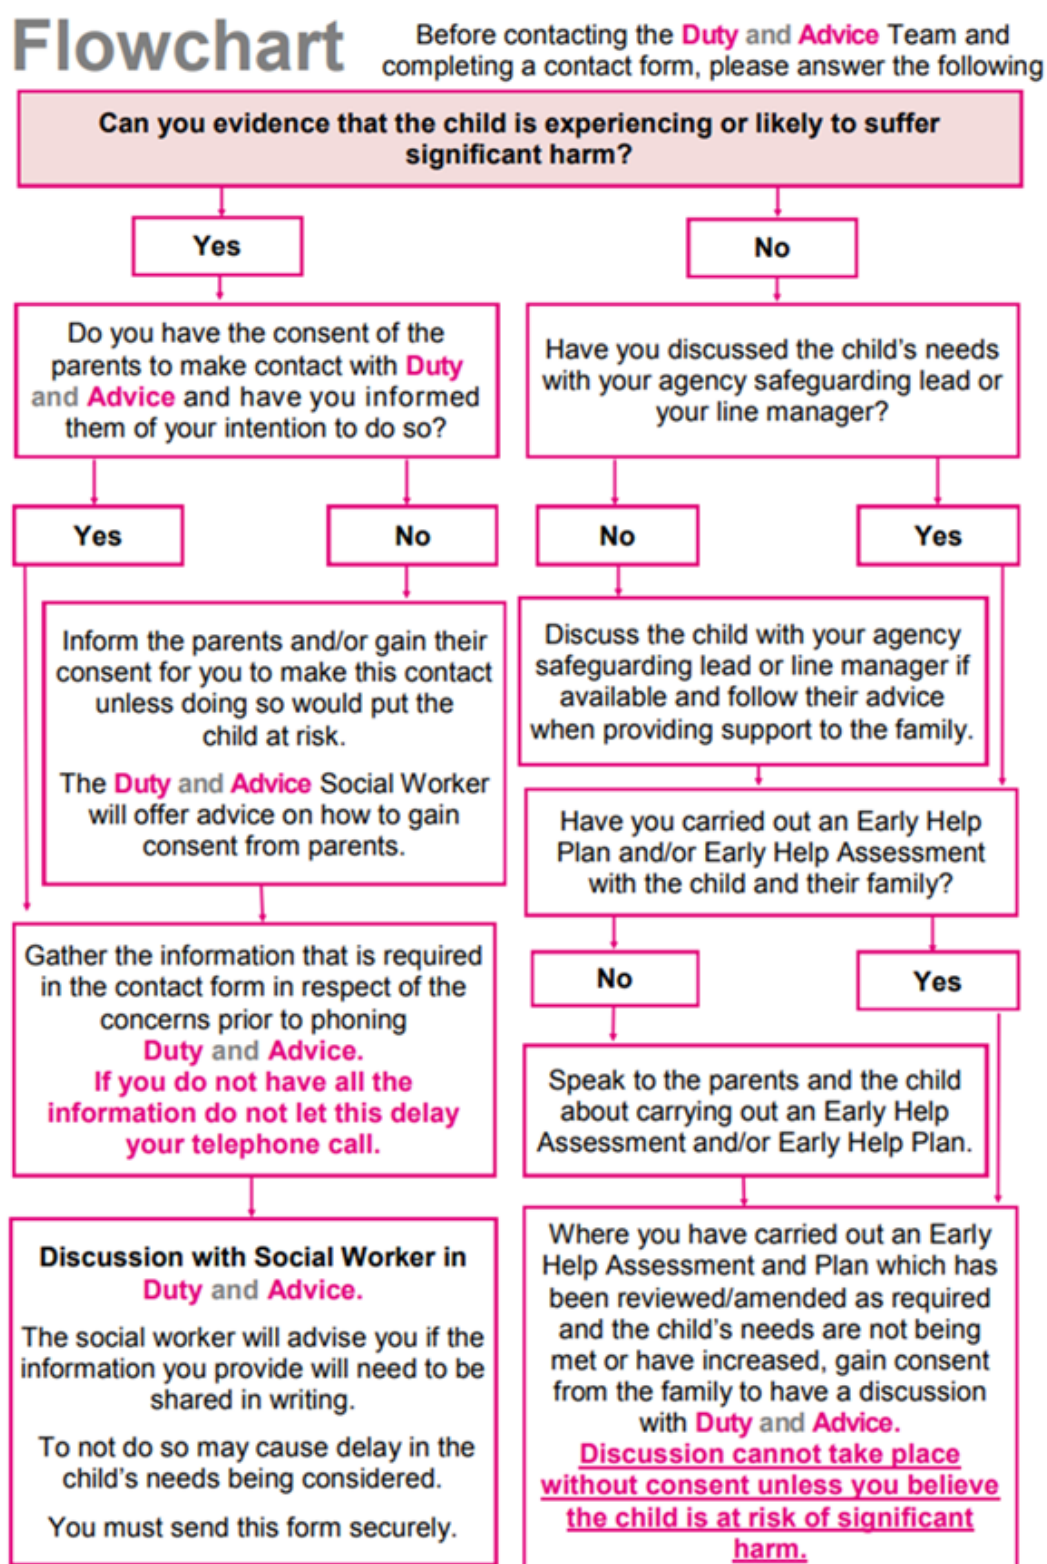 Flowchart
Before contacting the Duty and Advice Team and
completing a contact form, please answer the following
Can you evidence that the child is experiencing or likely to suffer
significant harm?
Yes
No
Do you have the consent of the
parents to make contact with Duty
and Advice and have you informed
them of your intention to do so?
Have you discussed the child's needs
with your agency safeguarding lead or
your line manager?
Yes
No
No
Yes
Inform the parents and/or gain their
consent for you to make this contact
unless doing so would put the
child at risk.
The Duty and Advice Social Worker
will offer advice on how to gain
consent from parents.
Discuss the child with your agency
safeguarding lead or line manager if
available and follow their advice
when providing support to the family.
Have you carried out an Early Help
Plan and/or Early Help Assessment
with the child and their family?
Gather the information that is required
in the contact form in respect of the
concerns prior to phoning
Duty and Advice.
If you do not have all the
information do not let this delay
your telephone call.
No
Yes
Speak to the parents and the child
about carrying out an Early Help
Assessment and/or Early Help Plan.
Discussion with Social Worker in
Duty and Advice.
The social worker will advise you if the
information you provide will need to be
shared in writing.
To not do so may cause delay in the
child's needs being considered.
You must send this form securely.
Where you have carried out an Early
Help Assessment and Plan which has
been reviewed/amended as required
and the child's needs are not being
met or have increased, gain consent
from the family to have a discussion
with Duty and Advice.
Discussion cannot take place
without consent unless you believe
the child is at risk of significant
harm.